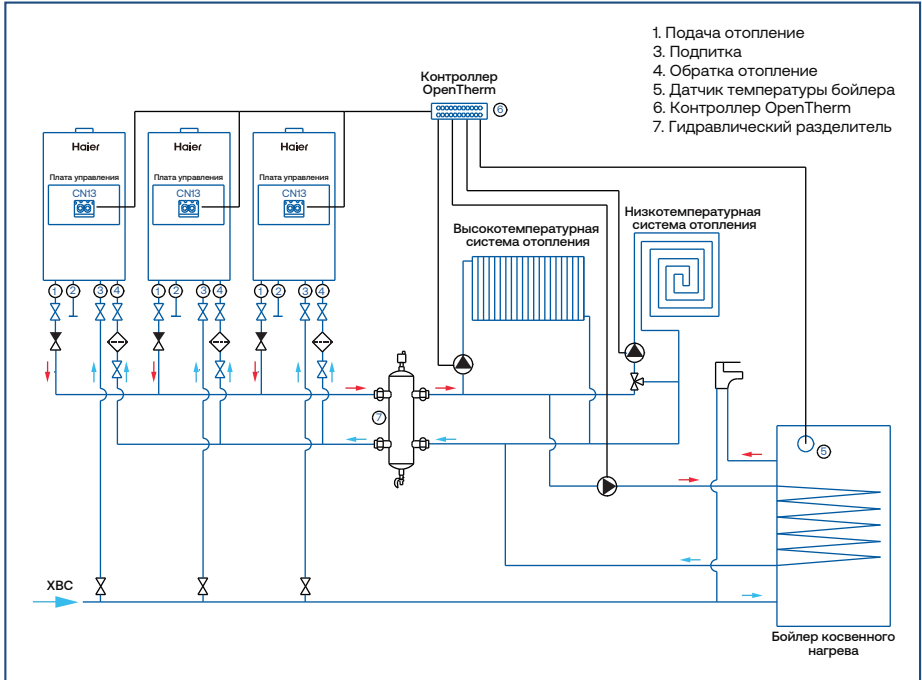 1. Подача отопление
3. Подпитка
4. Обратка отопление
5. Датчик температуры бойлера
6. Контроллер OpenTherm
7. Гидравлический разделитель
Контроллер
OpenTherm
6
Haier
Haier
Haier
Плата управления
Плата управления
Плата управления
CN13
CN13
CN13
Высокотемпературная
система отопления
Низкотемпературная
система отопления
1 2 3 4
1 2 3 4
1 2 3 4
7
5
ХВС
Бойлер косвенного
нагрева